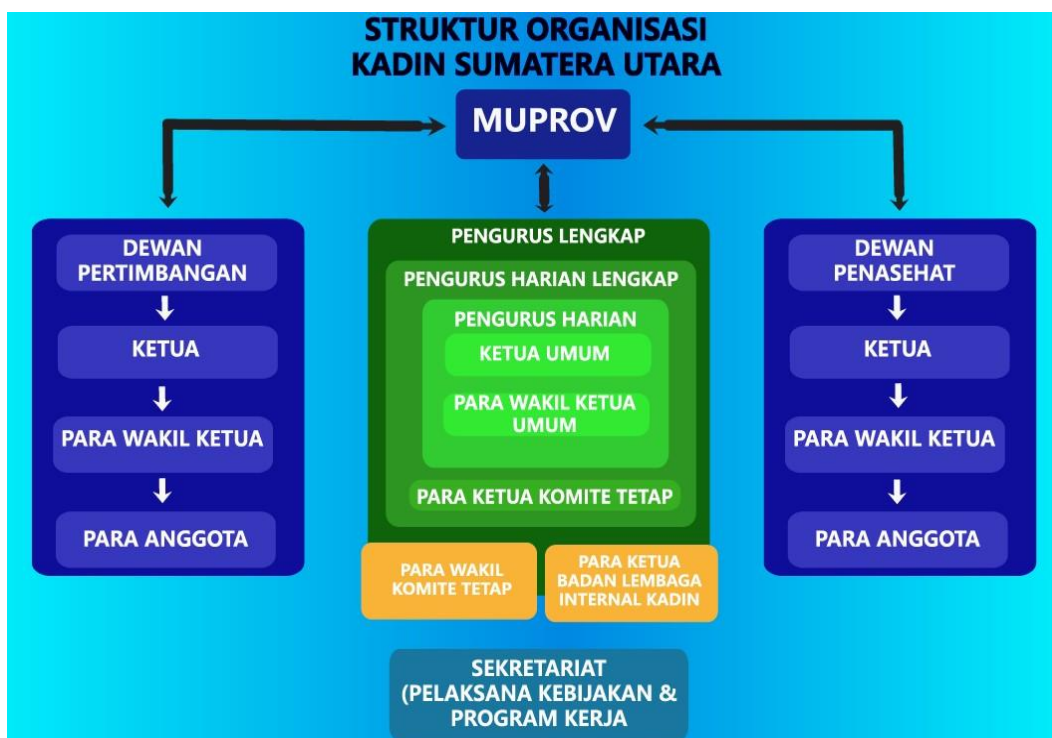 STRUKTUR ORGANISASI
KADIN SUMATERA UTARA
MUPROV
DEWAN
PERTIMBANGAN
KETUA
PARA WAKIL KETUA
PARA ANGGOTA
PENGURUS LENGKAP
PENGURUS HARIAN LENGKAP
PENGURUS HARIAN
KETUA UMUM
PARA WAKIL KETUA
UMUM
PARA KETUA KOMITE TETAP
PARA WAKIL
KOMITE TETAP
PARA KETUA
BADAN LEMBAGA
INTERNAL KADIN
DEWAN
PENASEHAT
KETUA
PARA WAKIL KETUA
PARA ANGGOTA
SEKRETARIAT
(PELAKSANA KEBIJAKAN &
PROGRAM KERJA